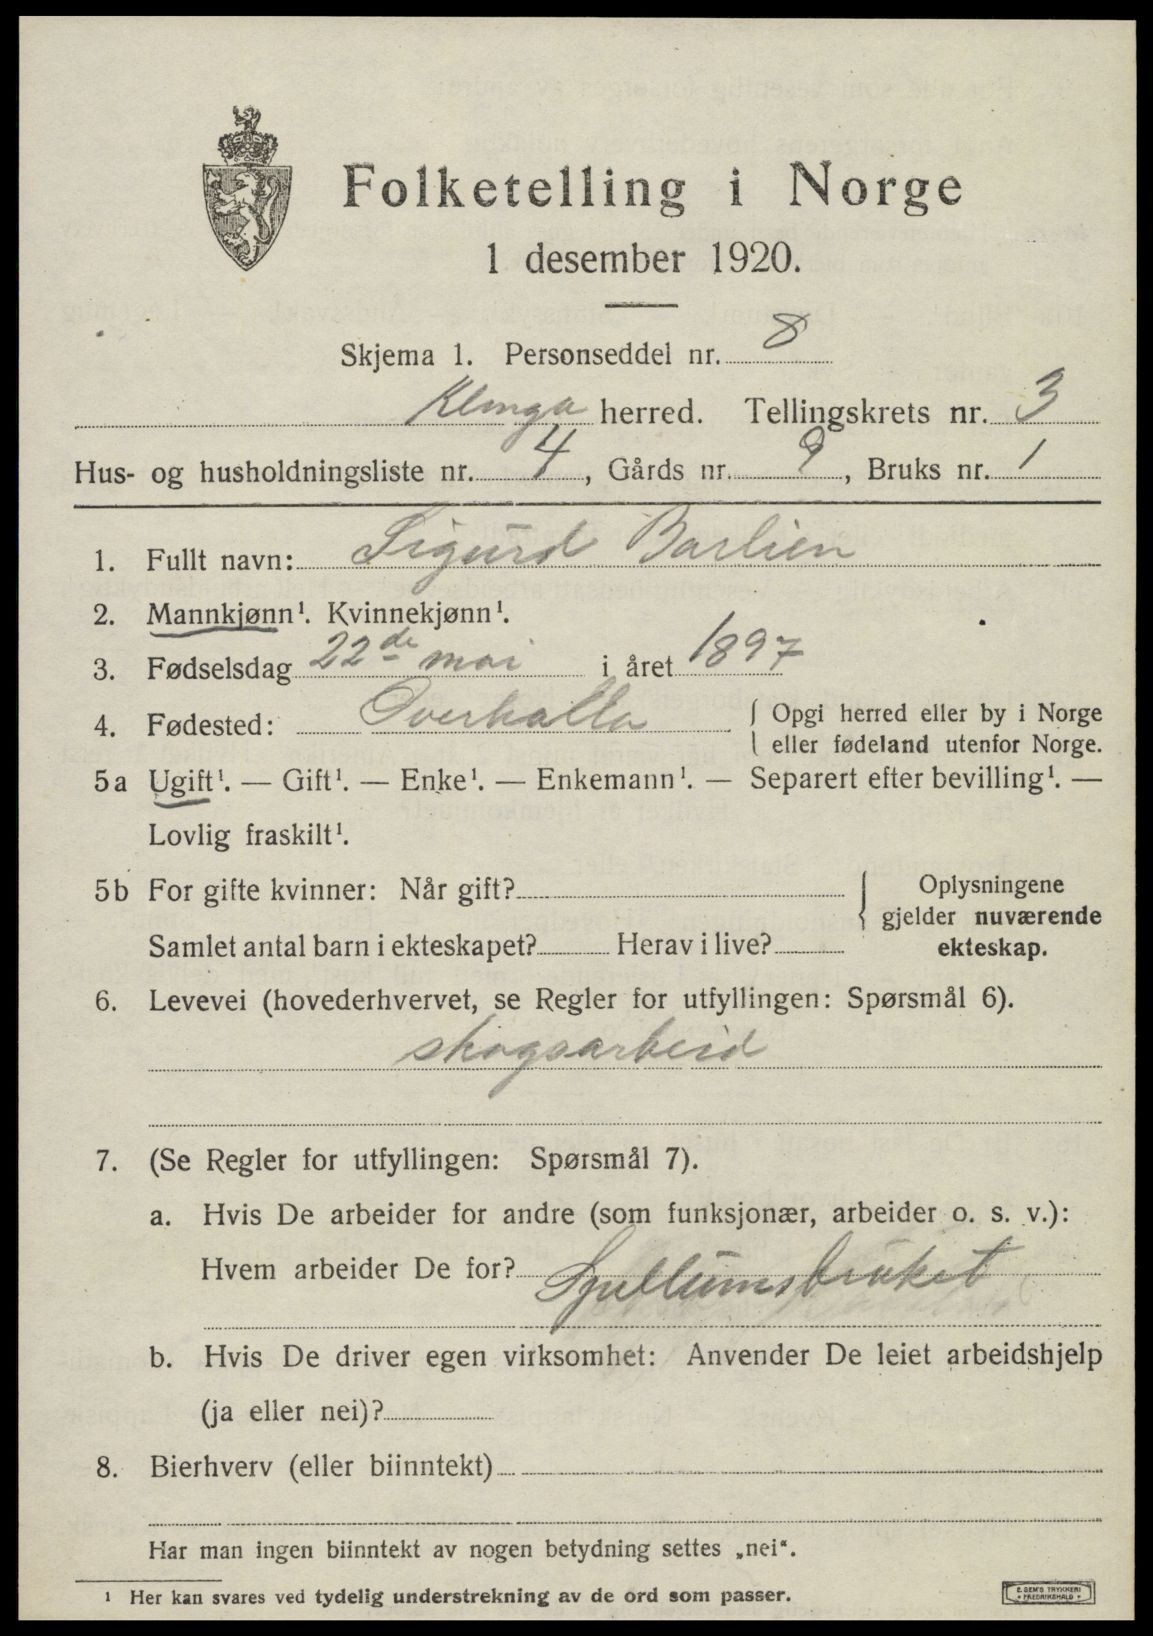 Folketelling i Norge
1 desember 1920.
Skjema 1. Personseddel nr. 8
Klinga herred. Tellingskrets nr. 3
Hus- og husholdningsliste nr. 4, Gårds nr. 9, Bruks nr. 1
1. Fullt navn: Sigurd Barlien
2. Mannkjønn¹. Kvinnekjønn¹.
3. Fødselsdag 22de mai i året 1897
4. Fødested: Overhalla { Opgi herred eller by i Norge
eller fødeland utenfor Norge.
5a Ugift¹. — Gift¹. — Enke¹. — Enkemann¹. — Separert efter bevilling¹. —
Lovlig fraskilt¹.
5b For gifte kvinner: Når gift? { Oplysningene
gjelder nuværende
Samlet antal barn i ekteskapet? Herav i live? ekteskap.
6. Levevei (hovederhvervet, se Regler for utfyllingen: Spørsmål 6).
skogsarbeid
7. (Se Regler for utfyllingen: Spørsmål 7).
a. Hvis De arbeider for andre (som funksjonær, arbeider o. s. v.):
Hvem arbeider De for? Spillumsbruket
b. Hvis De driver egen virksomhet: Anvender De leiet arbeidshjelp
(ja eller nei)?
8. Bierhverv (eller biinntekt)
Har man ingen biinntekt av nogen betydning settes „nei“.
¹ Her kan svares ved tydelig understrekning av de ord som passer.
E. SEM'S TRYKKERI
FREDRIKSHALD